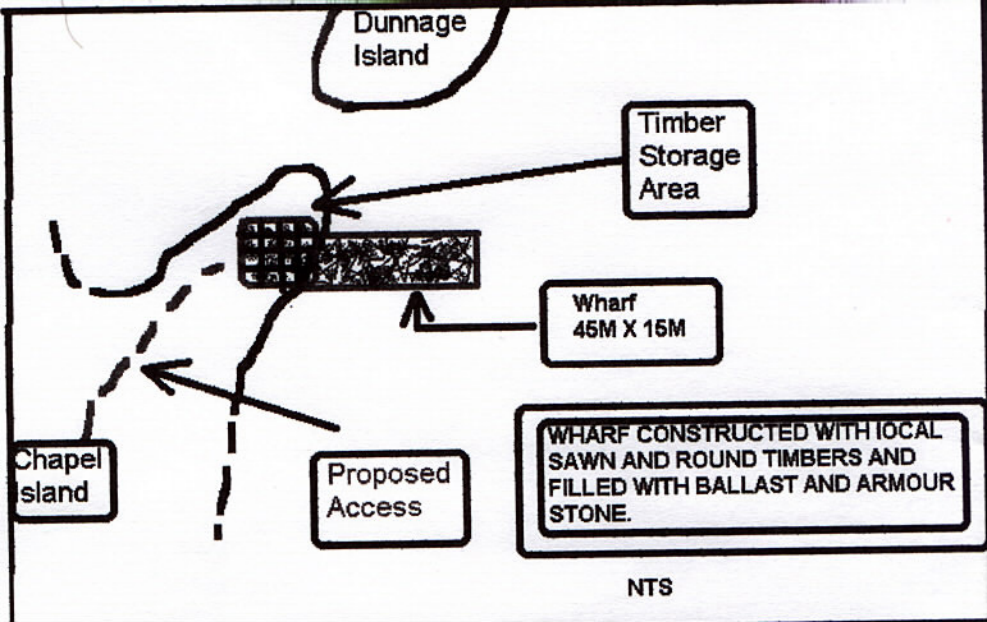 Dunnage
Island
Timber
Storage
Area
Wharf
45M X 15M
Chapel
Island
Proposed
Access
WHARF CONSTRUCTED WITH lOCAL
SAWN AND ROUND TIMBERS AND
FILLED WITH BALLAST AND ARMOUR
STONE.
NTS